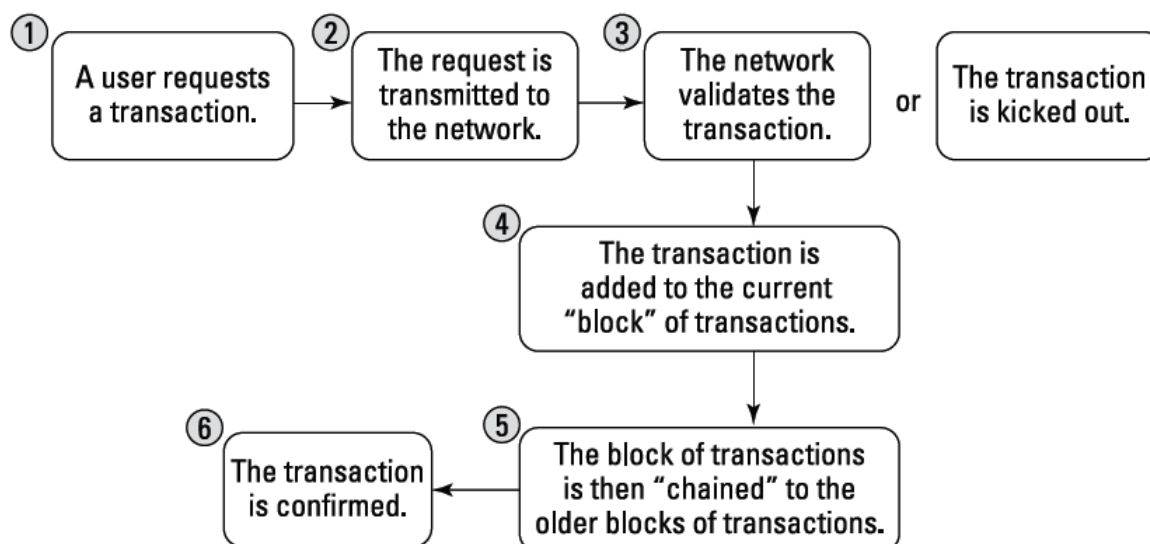 1
A user requests
a transaction.
2
The request is
transmitted to
the network.
3
The network
validates the
transaction.
or
The transaction
is kicked out.
4
The transaction is
added to the current
“block” of transactions.
5
The block of transactions
is then “chained” to the
older blocks of transactions.
6
The transaction
is confirmed.